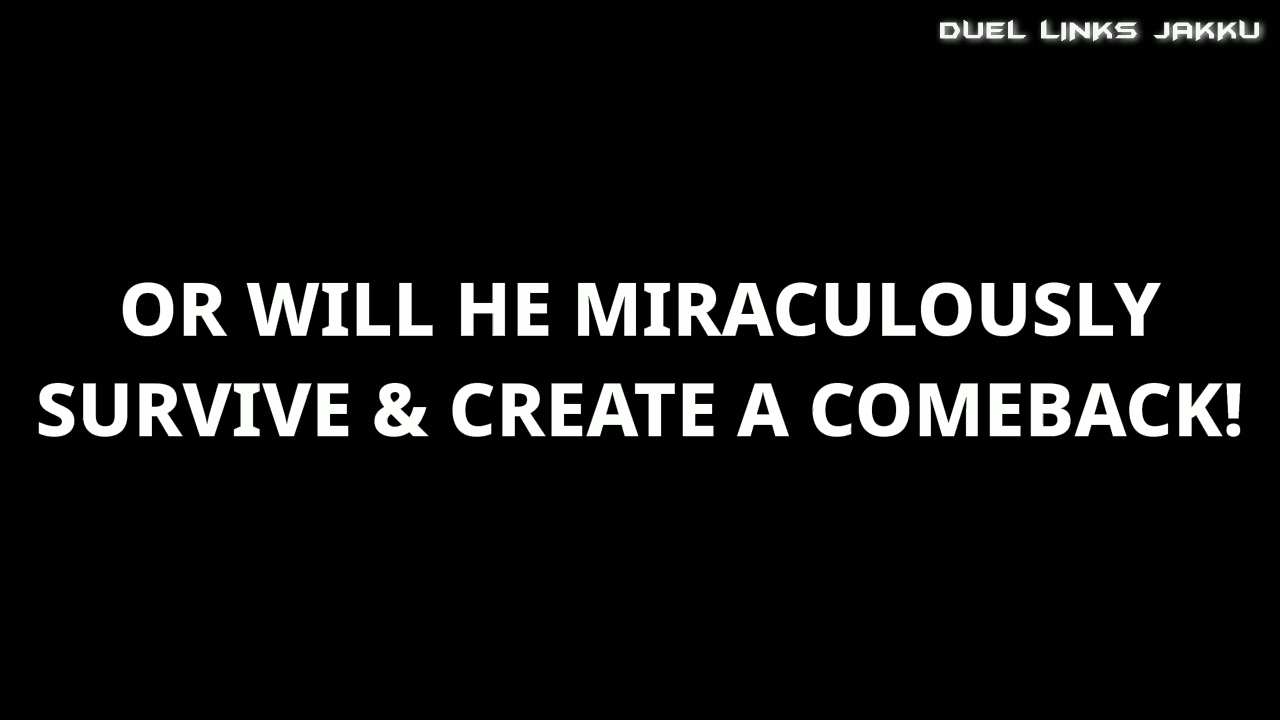 DUEL LINKS JAKKU
OR WILL HE MIRACULOUSLY
SURVIVE & CREATE A COMEBACK!